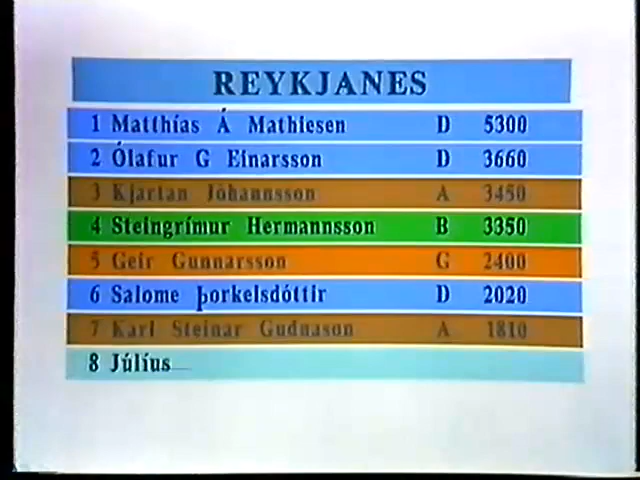 REYKJANES
1 Matthías Á Mathiesen D 5300
2 Ólafur G Einarsson D 3660
3 Kjartan Jóhannsson A 3450
4 Steingrímur Hermannsson B 3350
5 Geir Gunnarsson G 2400
6 Salome Þorkelsdóttir D 2020
7 Karl Steinar Guðnason A 1810
8 Júlíus